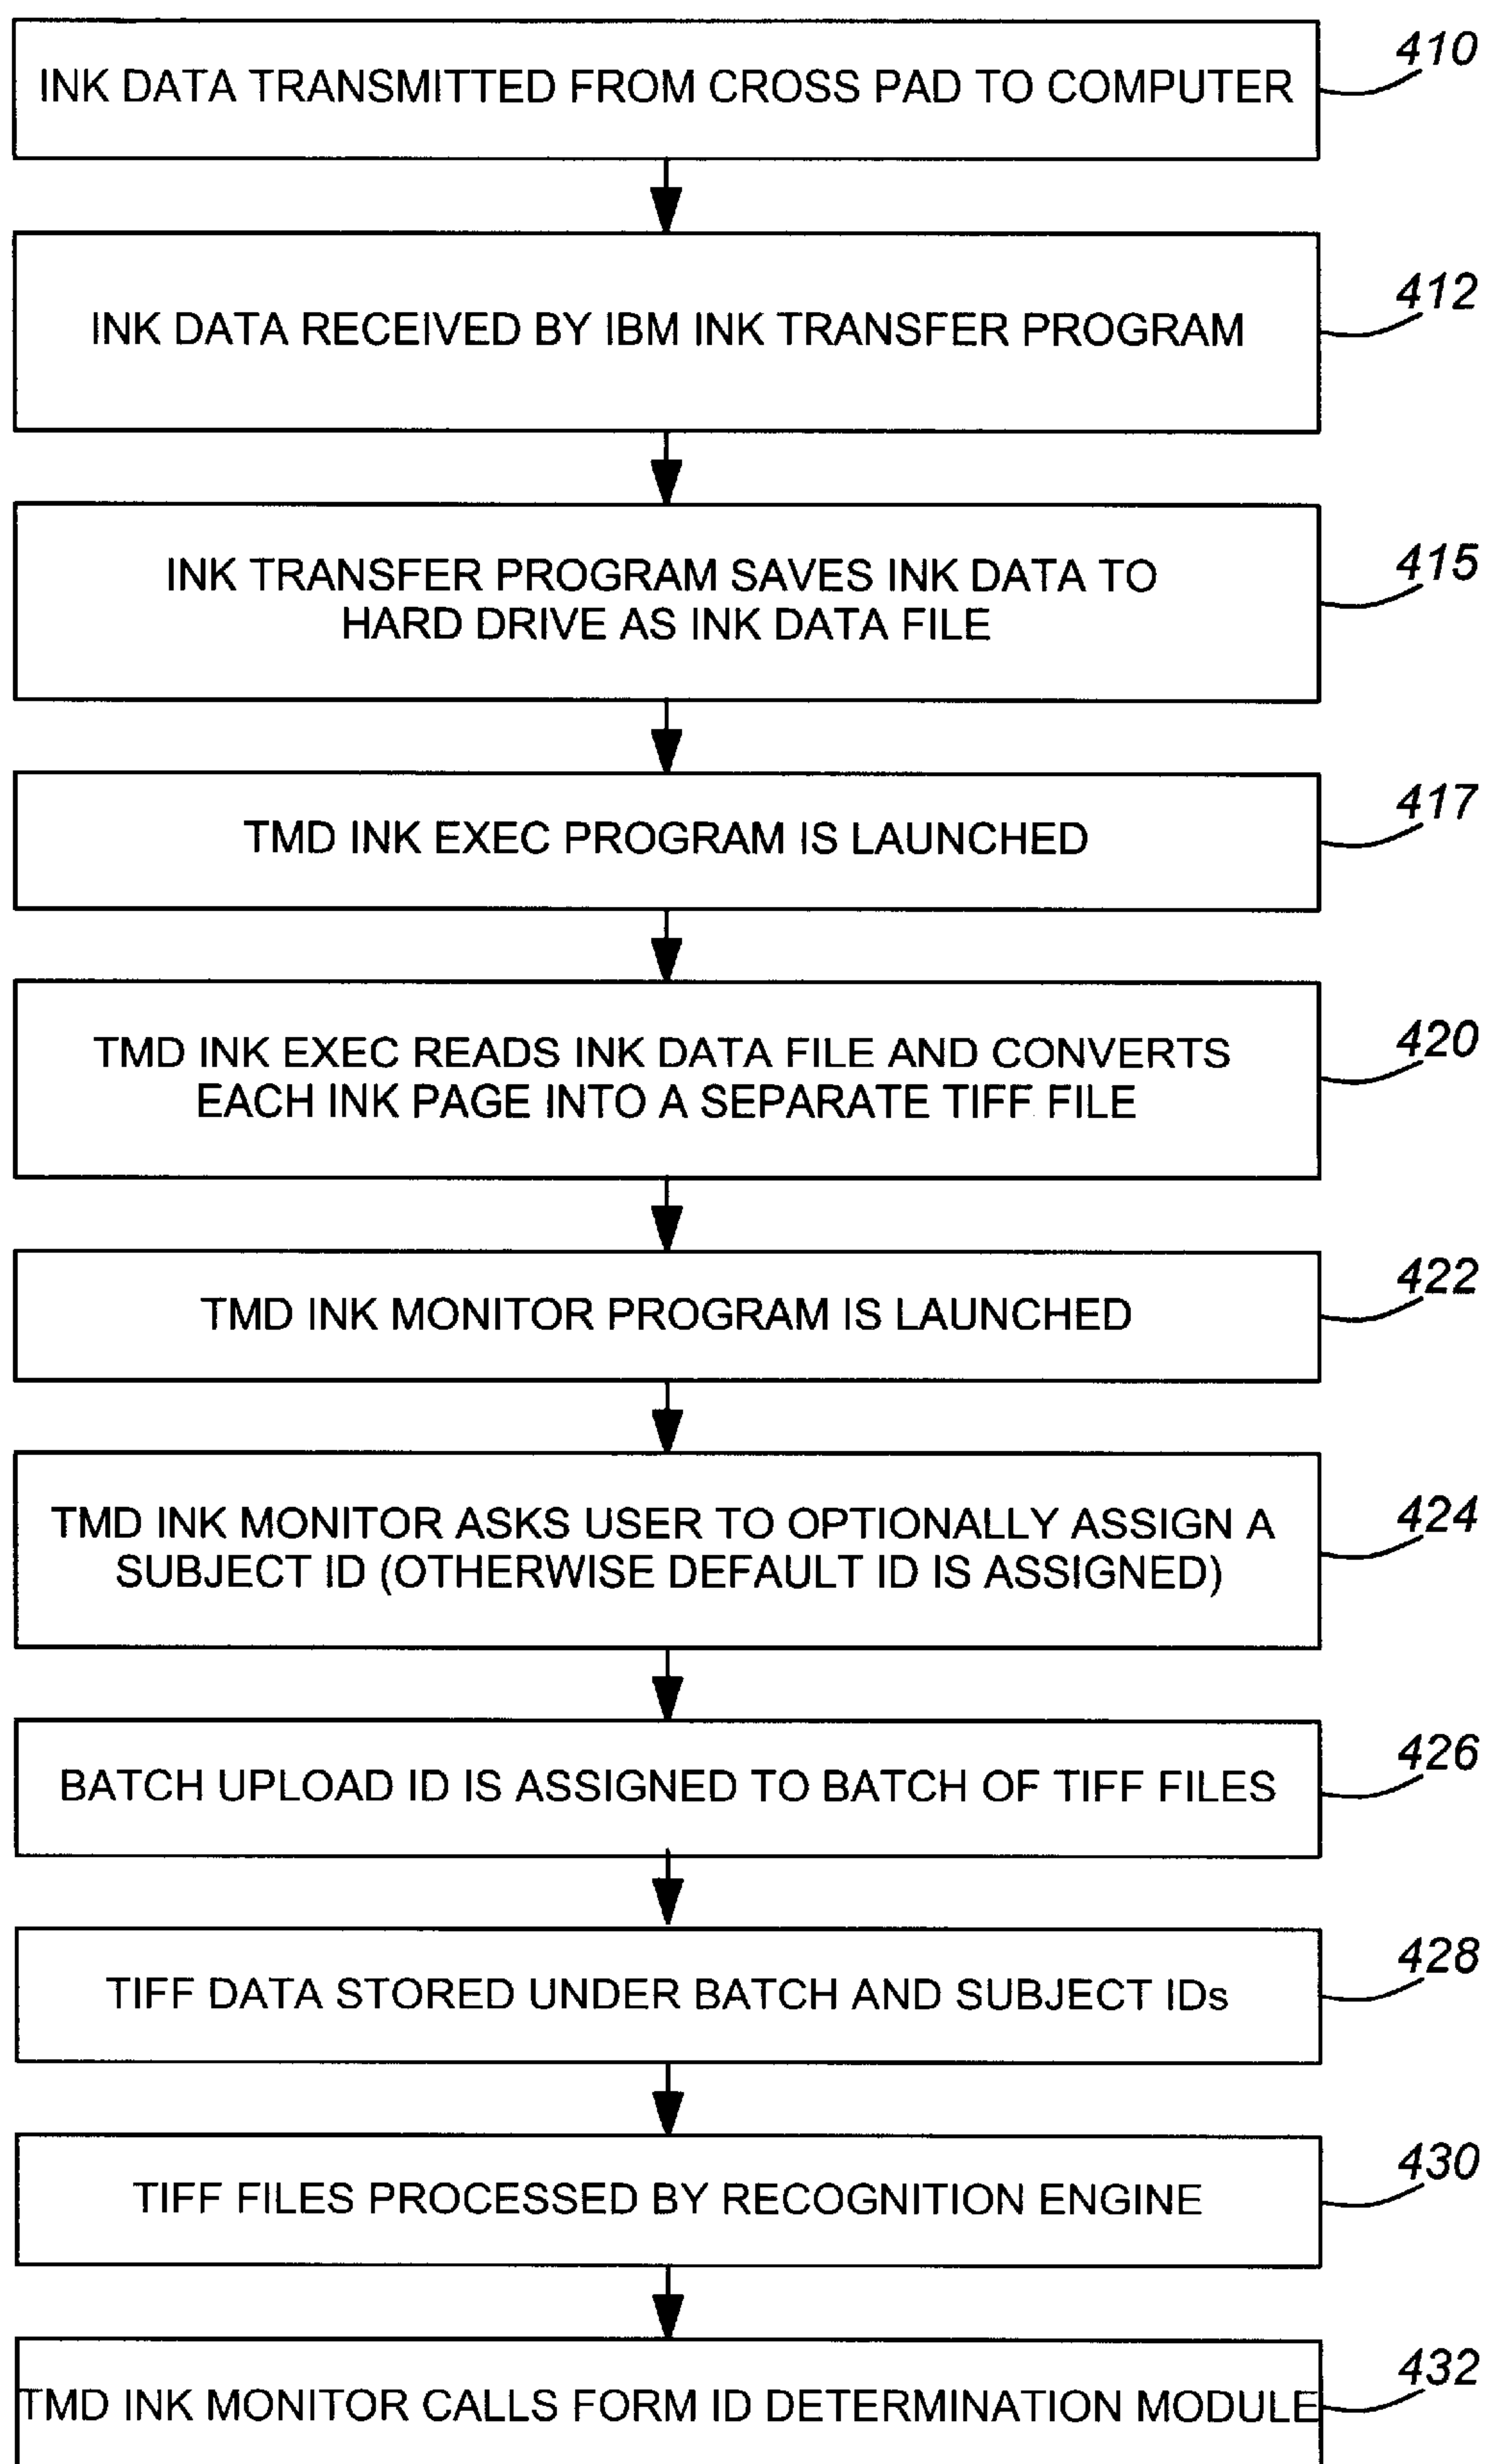 INK DATA TRANSMITTED FROM CROSS PAD TO COMPUTER
410
INK DATA RECEIVED BY IBM INK TRANSFER PROGRAM
412
INK TRANSFER PROGRAM SAVES INK DATA TO
HARD DRIVE AS INK DATA FILE
415
TMD INK EXEC PROGRAM IS LAUNCHED
417
TMD INK EXEC READS INK DATA FILE AND CONVERTS
EACH INK PAGE INTO A SEPARATE TIFF FILE
420
TMD INK MONITOR PROGRAM IS LAUNCHED
422
TMD INK MONITOR ASKS USER TO OPTIONALLY ASSIGN A
SUBJECT ID (OTHERWISE DEFAULT ID IS ASSIGNED)
424
BATCH UPLOAD ID IS ASSIGNED TO BATCH OF TIFF FILES
426
TIFF DATA STORED UNDER BATCH AND SUBJECT IDs
428
TIFF FILES PROCESSED BY RECOGNITION ENGINE
430
TMD INK MONITOR CALLS FORM ID DETERMINATION MODULE
432